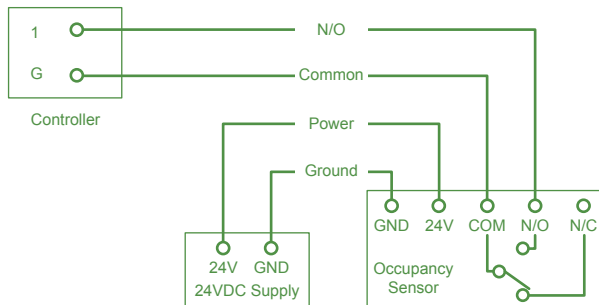 1
N/O
G
Common
Controller
Power
Ground
GND 24V COM N/O N/C
24V GND
24VDC Supply
Occupancy
Sensor